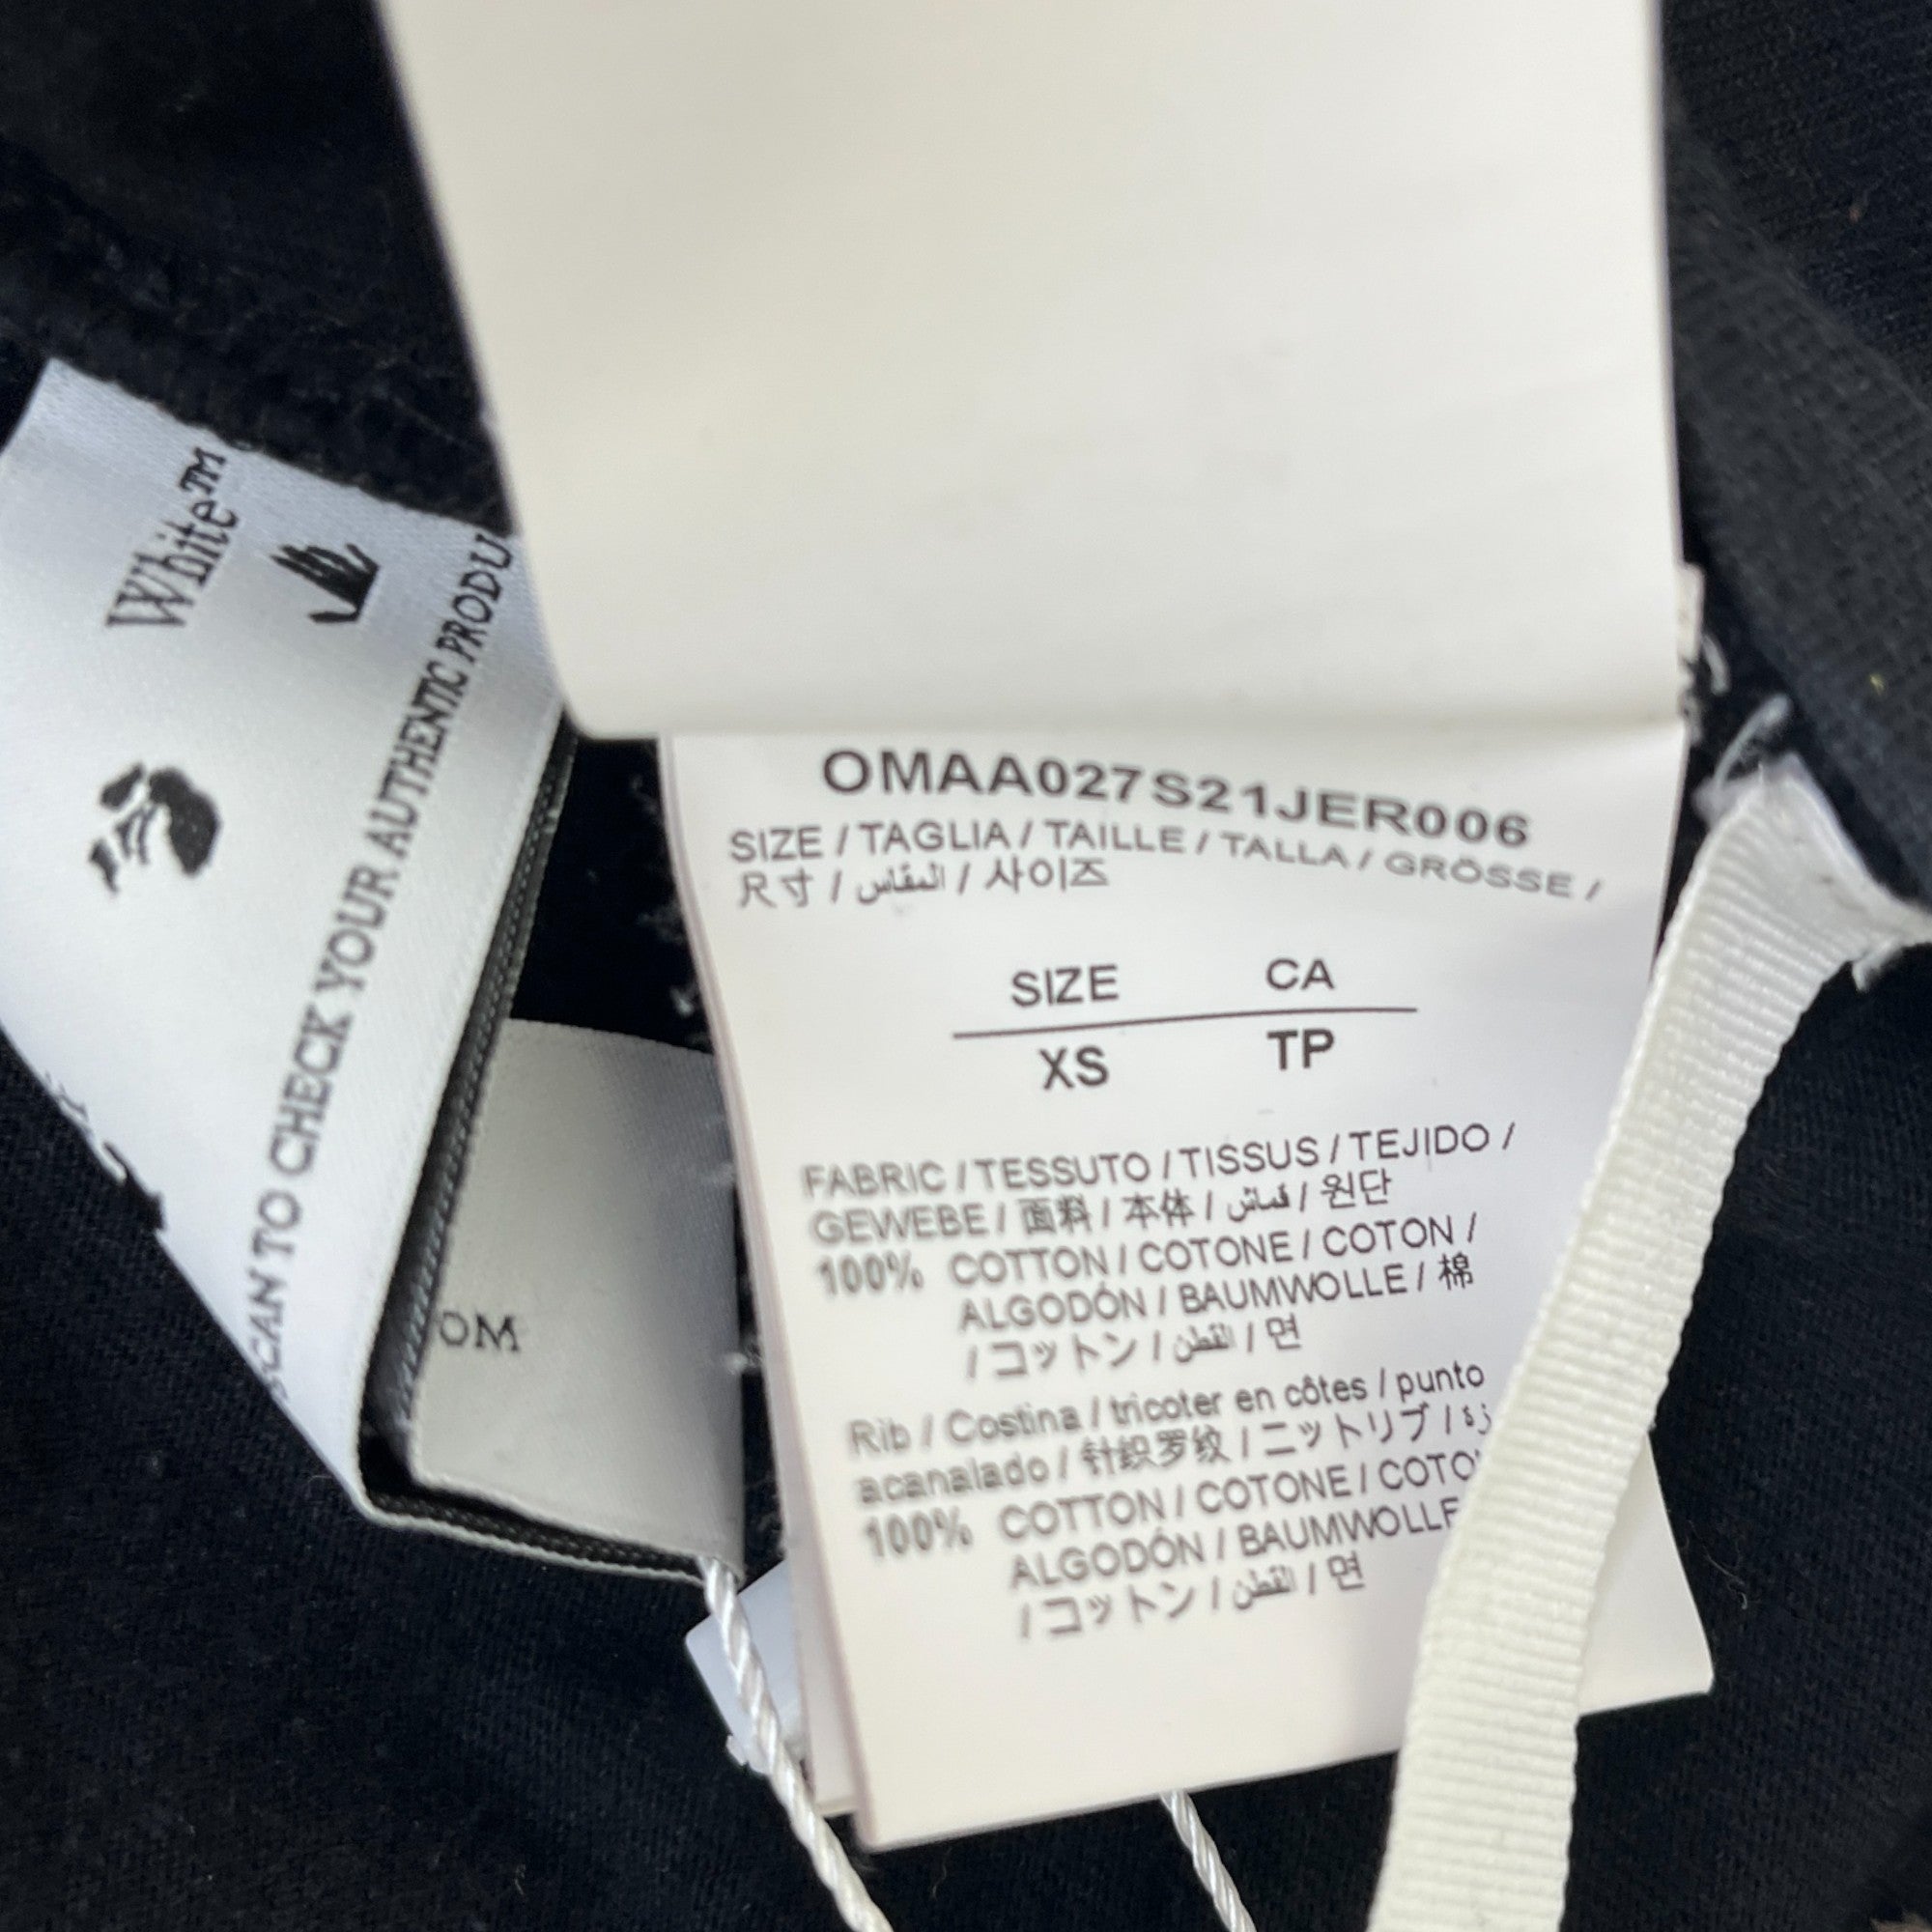 White™
SCAN TO CHECK YOUR AUTHENTIC PRODU
OM
OMAA027S21JER006
SIZE / TAGLIA / TAILLE / TALLA / GRÖSSE /
尺寸 / المقاس / 사이즈
SIZE CA
XS TP
FABRIC / TESSUTO / TISSUS / TEJIDO /
GEWEBE / 面料 / 本体 / قماش / 원단
100% COTTON / COTONE / COTON /
ALGODÓN / BAUMWOLLE / 棉
/ コットン / القطن / 면
Rib / Costina / tricoter en côtes / punto
acanalado / 针织罗纹 / ニットリブ /
100% COTTON / COTONE / COTO
ALGODÓN / BAUMWOLLE
/ コットン / القطن / 면